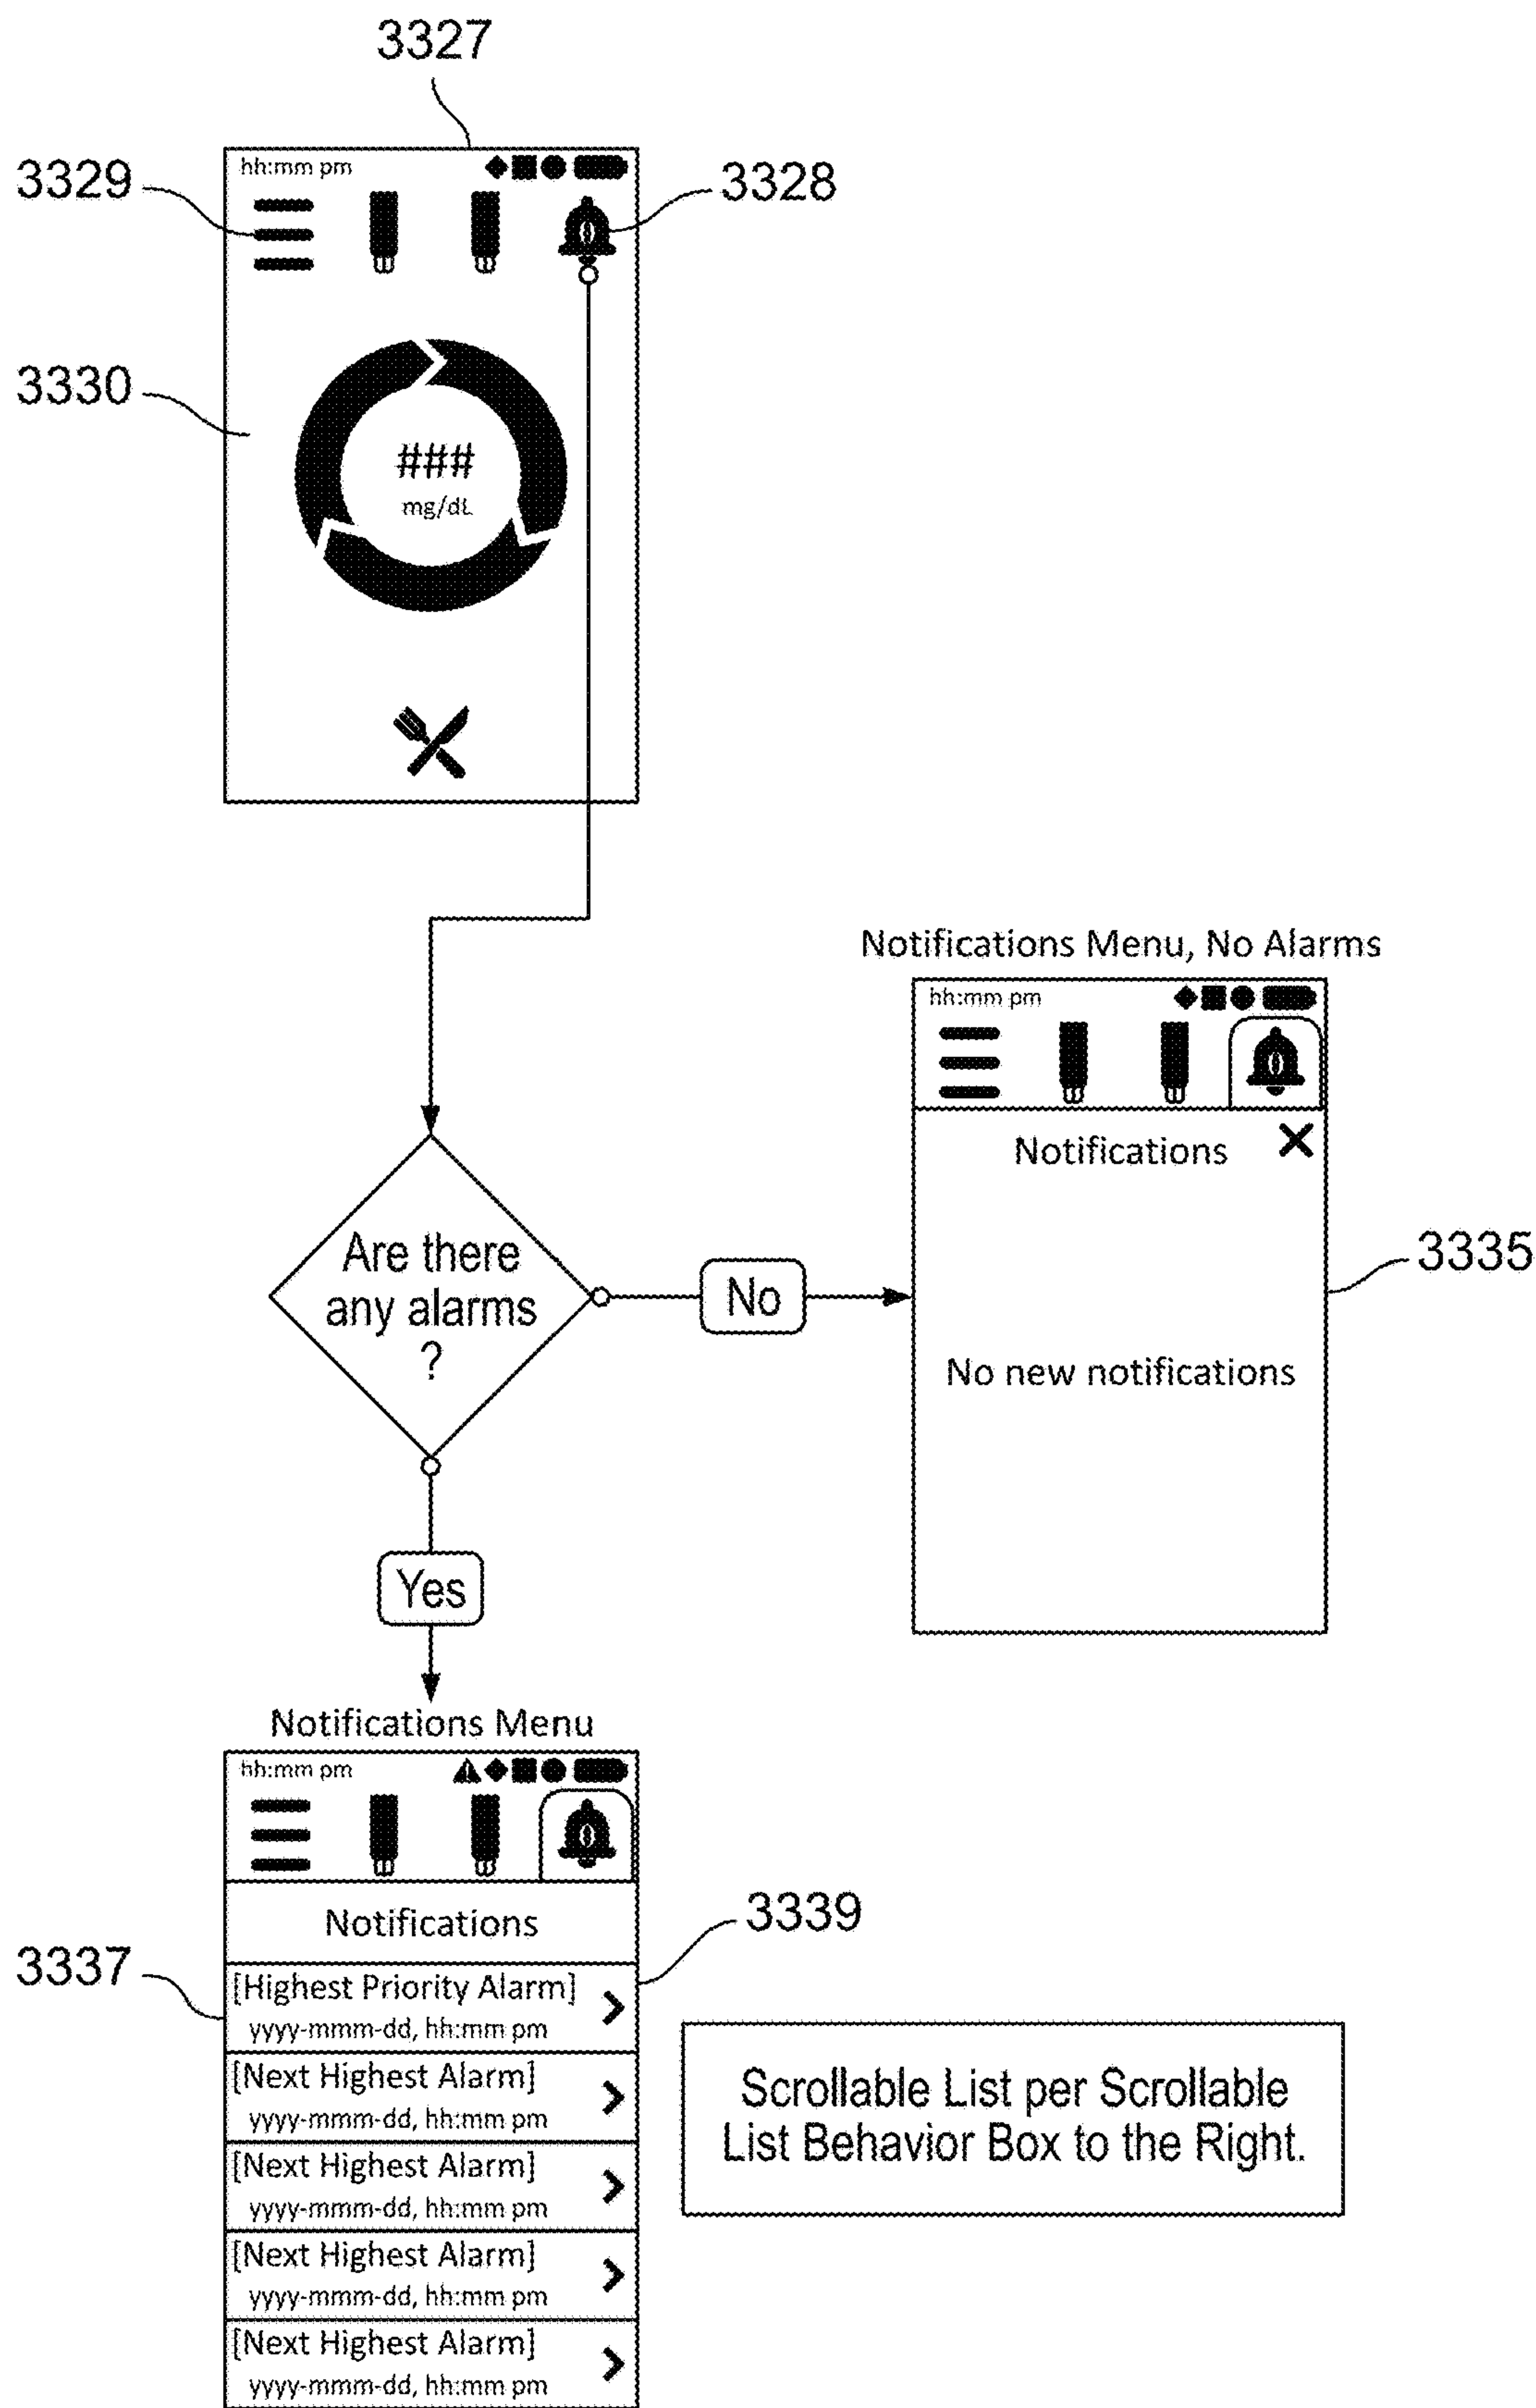 3327
hh:mm pm
3329
3328
0
3330
###
mg/dL
Notifications Menu, No Alarms
hh:mm pm
0
Notifications
Are there
any alarms
?
No
3335
No new notifications
Yes
Notifications Menu
hh:mm pm
0
Notifications
3339
3337
[Highest Priority Alarm]
yyyy-mmm-dd, hh:mm pm
[Next Highest Alarm]
yyyy-mmm-dd, hh:mm pm
[Next Highest Alarm]
yyyy-mmm-dd, hh:mm pm
[Next Highest Alarm]
yyyy-mmm-dd, hh:mm pm
[Next Highest Alarm]
yyyy-mmm-dd, hh:mm pm
Scrollable List per Scrollable
List Behavior Box to the Right.